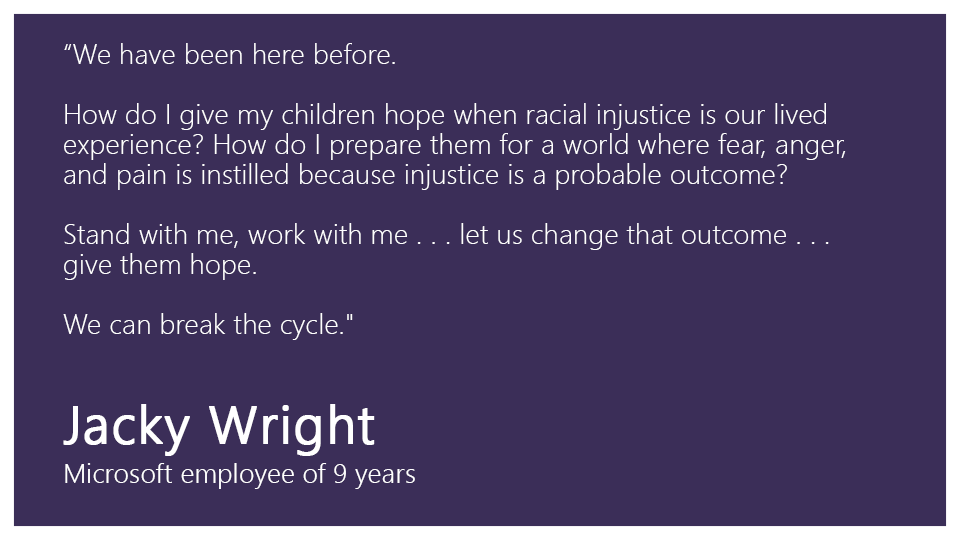 “We have been here before.
How do I give my children hope when racial injustice is our lived
experience? How do I prepare them for a world where fear, anger,
and pain is instilled because injustice is a probable outcome?
Stand with me, work with me . . . let us change that outcome . . .
give them hope.
We can break the cycle."
Jacky Wright
Microsoft employee of 9 years